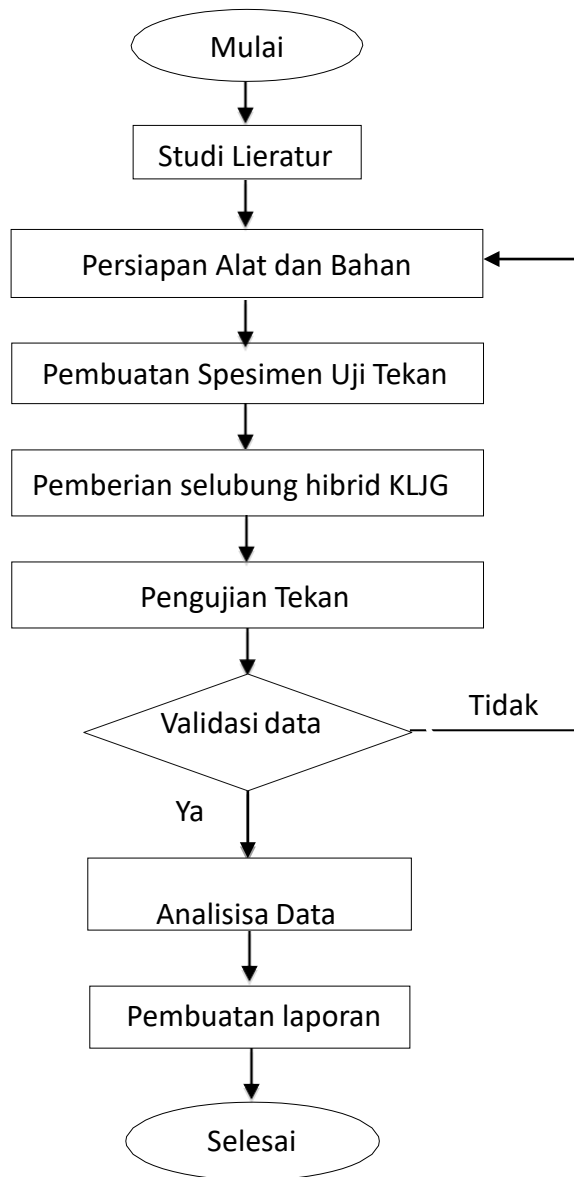 Mulai
Studi Lieratur
Persiapan Alat dan Bahan
Pembuatan Spesimen Uji Tekan
Pemberian selubung hibrid KLJG
Pengujian Tekan
Validasi data
Tidak
Ya
Analisisa Data
Pembuatan laporan
Selesai